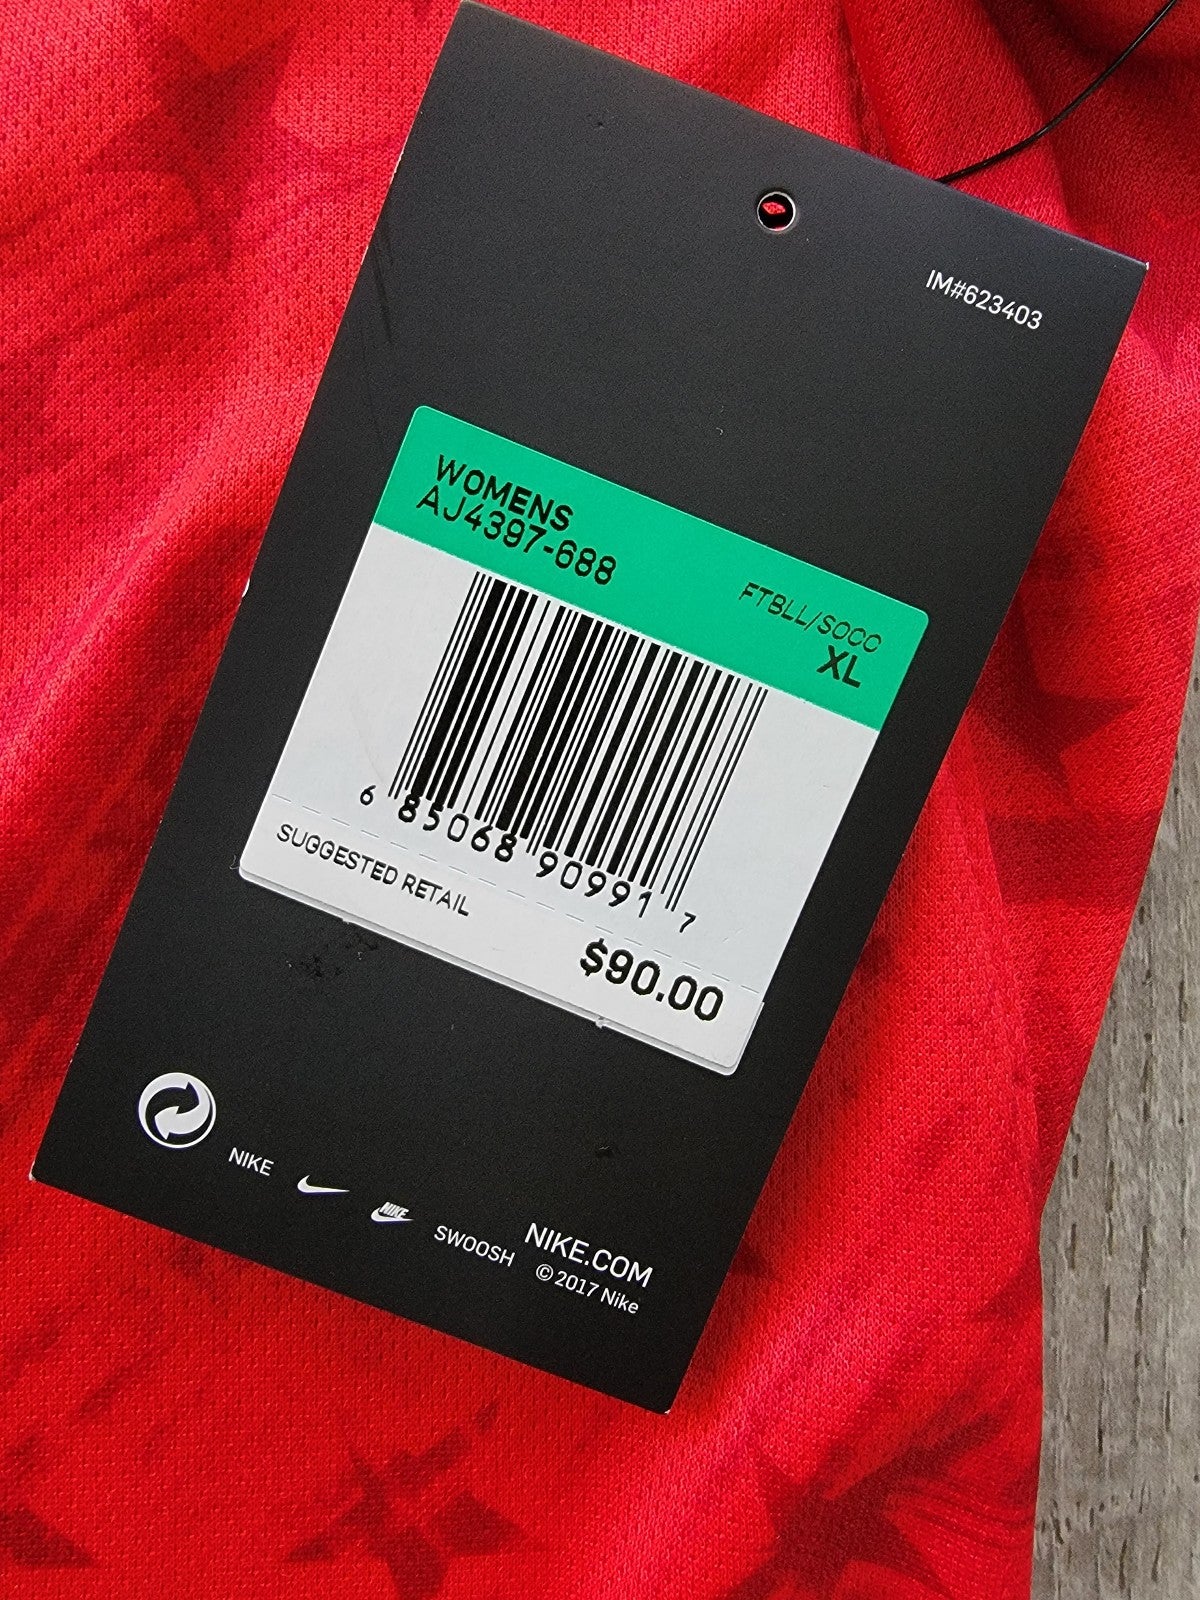 IM#623403
WOMENS
AJ4397-688
FTBLL/SOCC
XL
6 85068 90991 7
SUGGESTED RETAIL
$90.00
NIKE
NIKE
SWOOSH
NIKE.COM
© 2017 Nike